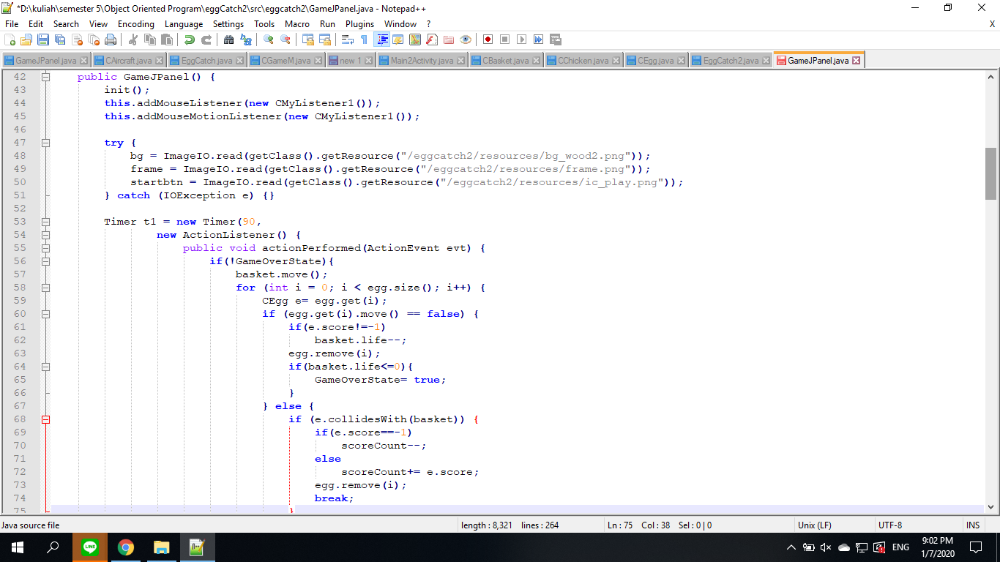 *D:\kuliah\semester 5\Object Oriented Program\eggCatch2\src\eggcatch2\GameJPanel.java - Notepad++
File Edit Search View Encoding Language Settings Tools Macro Run Plugins Window ? X
GameJPanel.java CAircraft.java EggCatch.java CGameM.java new 1 Main2Activity.java CBasket.java CChicken.java CEgg.java EggCatch2.java GameJPanel.java
42 public GameJPanel() {
43 init();
44 this.addMouseListener(new CMyListener1());
45 this.addMouseMotionListener(new CMyListener1());
46
47 try {
48 bg = ImageIO.read(getClass().getResource("/eggcatch2/resources/bg_wood2.png"));
49 frame = ImageIO.read(getClass().getResource("/eggcatch2/resources/frame.png"));
50 startbtn = ImageIO.read(getClass().getResource("/eggcatch2/resources/ic_play.png"));
51 } catch (IOException e) {}
52
53 Timer t1 = new Timer(90,
54 new ActionListener() {
55 public void actionPerformed(ActionEvent evt) {
56 if(!GameOverState){
57 basket.move();
58 for (int i = 0; i < egg.size(); i++) {
59 CEgg e= egg.get(i);
60 if (egg.get(i).move() == false) {
61 if(e.score!=-1)
62 basket.life--;
63 egg.remove(i);
64 if(basket.life<=0){
65 GameOverState= true;
66 }
67 } else {
68 if (e.collidesWith(basket)) {
69 if(e.score==-1)
70 scoreCount--;
71 else
72 scoreCount+= e.score;
73 egg.remove(i);
74 break;
75 }
Java source file length : 8,321 lines : 264 Ln : 75 Col : 38 Sel : 0 | 0 Unix (LF) UTF-8 INS
LINE ENG 9:02 PM
1/7/2020